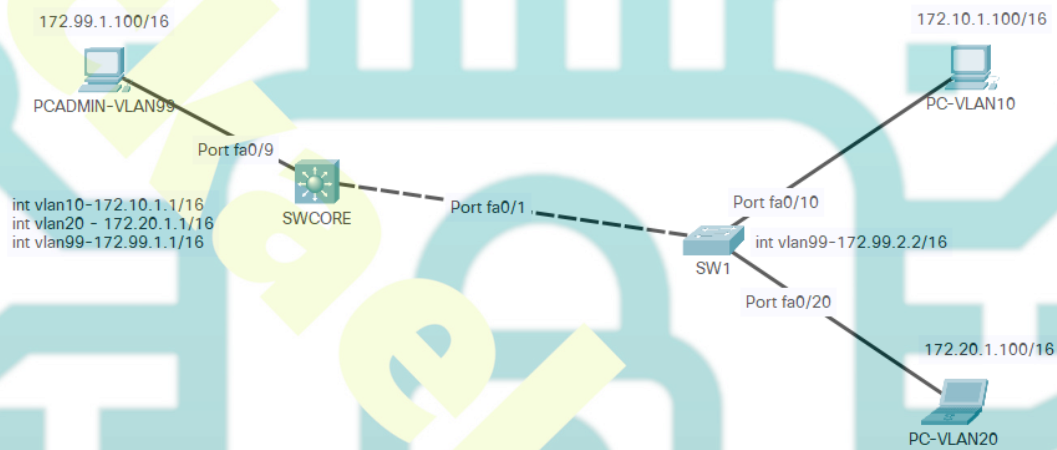 172.99.1.100/16
172.10.1.100/16
PCADMIN-VLAN99
PC-VLAN10
Port fa0/9
int vlan10-172.10.1.1/16
int vlan20 - 172.20.1.1/16
int vlan99-172.99.1.1/16
SWCORE
Port fa0/1
Port fa0/10
int vlan99-172.99.2.2/16
SW1
Port fa0/20
172.20.1.100/16
PC-VLAN20